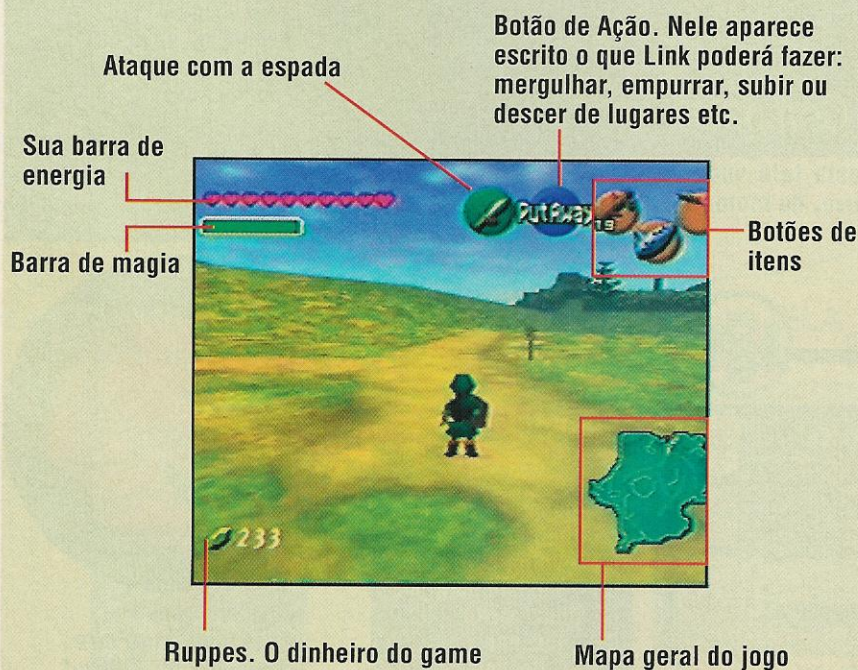 Botão de Ação. Nele aparece
escrito o que Link poderá fazer:
mergulhar, empurrar, subir ou
descer de lugares etc.
Ataque com a espada
Sua barra de
energia
Barra de magia
PutAway
13
Botões de
itens
233
Ruppes. O dinheiro do game
Mapa geral do jogo